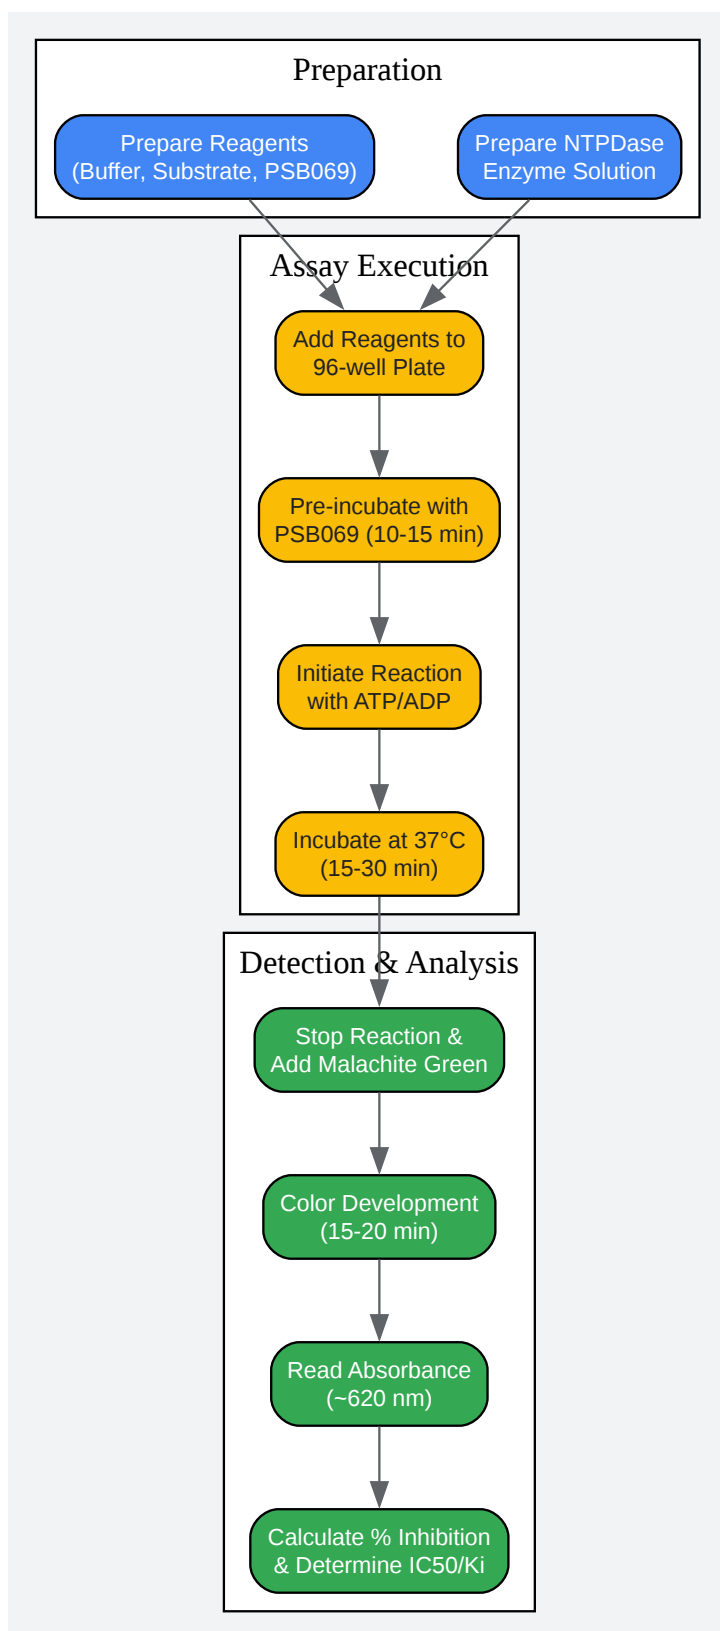 Preparation
Prepare Reagents
(Buffer, Substrate, PSB069)
Prepare NTPDase
Enzyme Solution
Assay Execution
Add Reagents to
96-well Plate
Pre-incubate with
PSB069 (10-15 min)
Initiate Reaction
with ATP/ADP
Incubate at 37°C
(15-30 min)
Detection & Analysis
Stop Reaction &
Add Malachite Green
Color Development
(15-20 min)
Read Absorbance
(~620 nm)
Calculate % Inhibition
& Determine IC50/Ki